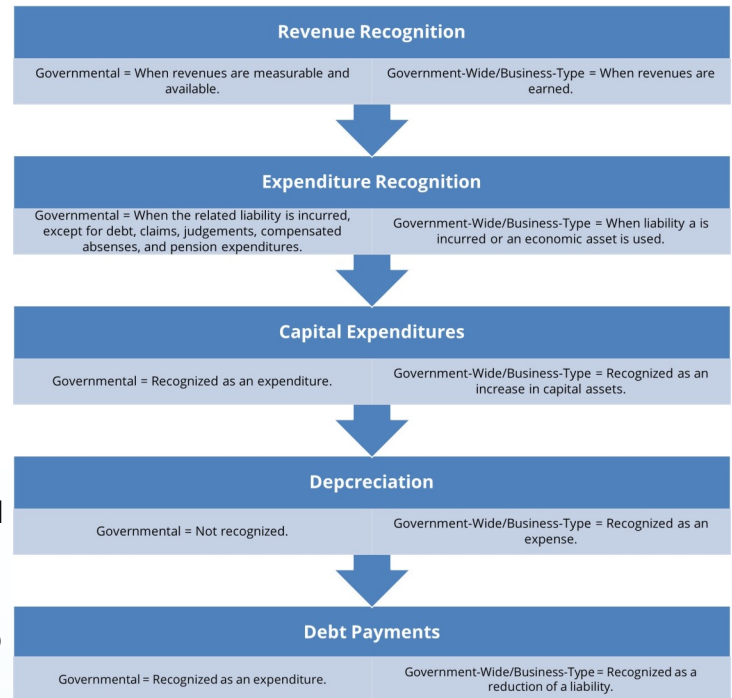 Revenue Recognition
Governmental = When revenues are measurable and
available.
Government-Wide/Business-Type = When revenues are
earned.
Expenditure Recognition
Governmental = When the related liability is incurred,
except for debt, claims, judgements, compensated
absenses, and pension expenditures.
Government-Wide/Business-Type = When liability a is
incurred or an economic asset is used.
Capital Expenditures
Governmental = Recognized as an expenditure.
Government-Wide/Business-Type = Recognized as an
increase in capital assets.
Depcreciation
Governmental = Not recognized.
Government-Wide/Business-Type = Recognized as an
expense.
Debt Payments
Governmental = Recognized as an expenditure.
Government-Wide/Business-Type = Recognized as a
reduction of a liability.